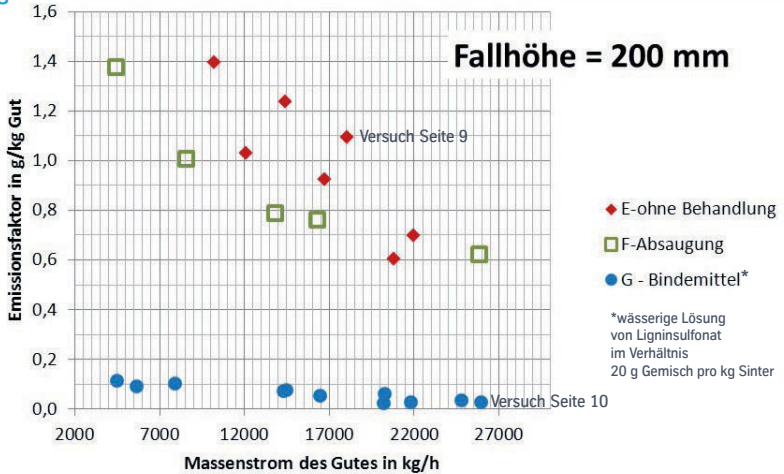 1,6
1,4
1,2
1,0
0,8
0,6
0,4
0,2
0,0
Emissionsfaktor in g/kg Gut
Fallhöhe = 200 mm
Versuch Seite 9
Versuch Seite 10
E-ohne Behandlung
F-Absaugung
G - Bindemittel*
*wässerige Lösung
von Ligninsulfonat
im Verhältnis
20 g Gemisch pro kg Sinter
2000 7000 12000 17000 22000 27000
Massenstrom des Gutes in kg/h